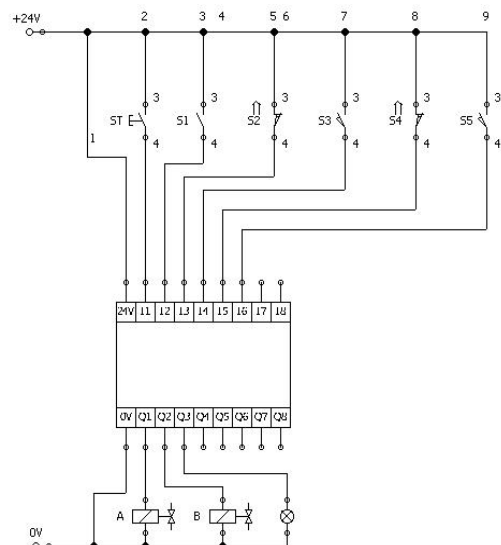 +24V 2 3 4 5 6 7 8 9
3 3 3 3 3 3
ST S1 S2 S3 S4 S5
1 4 4 4 4 4 4
24V I1 I2 I3 I4 I5 I6 I7 I8
0V Q1 Q2 Q3 Q4 Q5 Q6 Q7 Q8
A B
0V